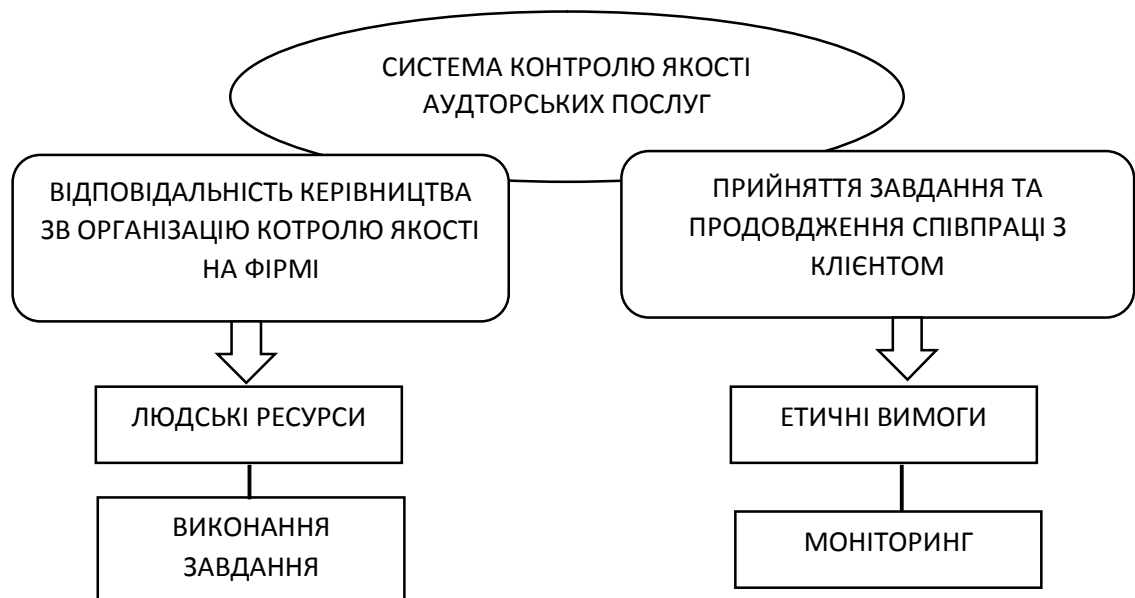 СИСТЕМА КОНТРОЛЮ ЯКОСТІ
АУДТОРСЬКИХ ПОСЛУГ
ВІДПОВІДАЛЬНІСТЬ КЕРІВНИЦТВА
ЗВ ОРГАНІЗАЦІЮ КОТРОЛЮ ЯКОСТІ
НА ФІРМІ
ПРИЙНЯТТЯ ЗАВДАННЯ ТА
ПРОДОВДЖЕННЯ СПІВПРАЦІ З
КЛІЄНТОМ
ЛЮДСЬКІ РЕСУРСИ
ЕТИЧНІ ВИМОГИ
ВИКОНАННЯ
ЗАВДАННЯ
МОНІТОРИНГ